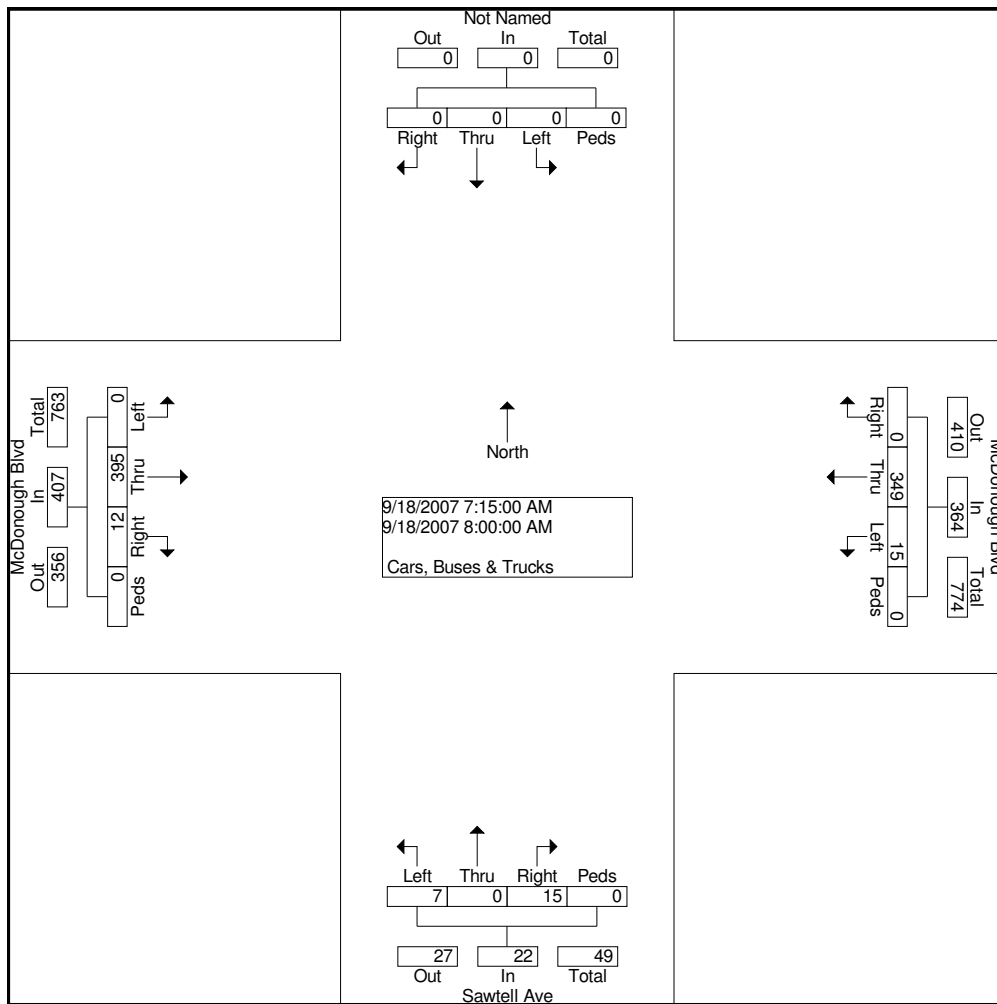 Not Named
Out In Total
0 0 0
0 0 0 0
Right Thru Left Peds
McDonough Blvd
Total In Out
763 407 356
0 395 12 0
Left Thru Right Peds
North
9/18/2007 7:15:00 AM
9/18/2007 8:00:00 AM
Cars, Buses & Trucks
Right Thru Left Peds
0 349 15 0
410 364 774
Out In Total
McDonough Blvd
Left Thru Right Peds
7 0 15 0
27 22 49
Out In Total
Sawtell Ave